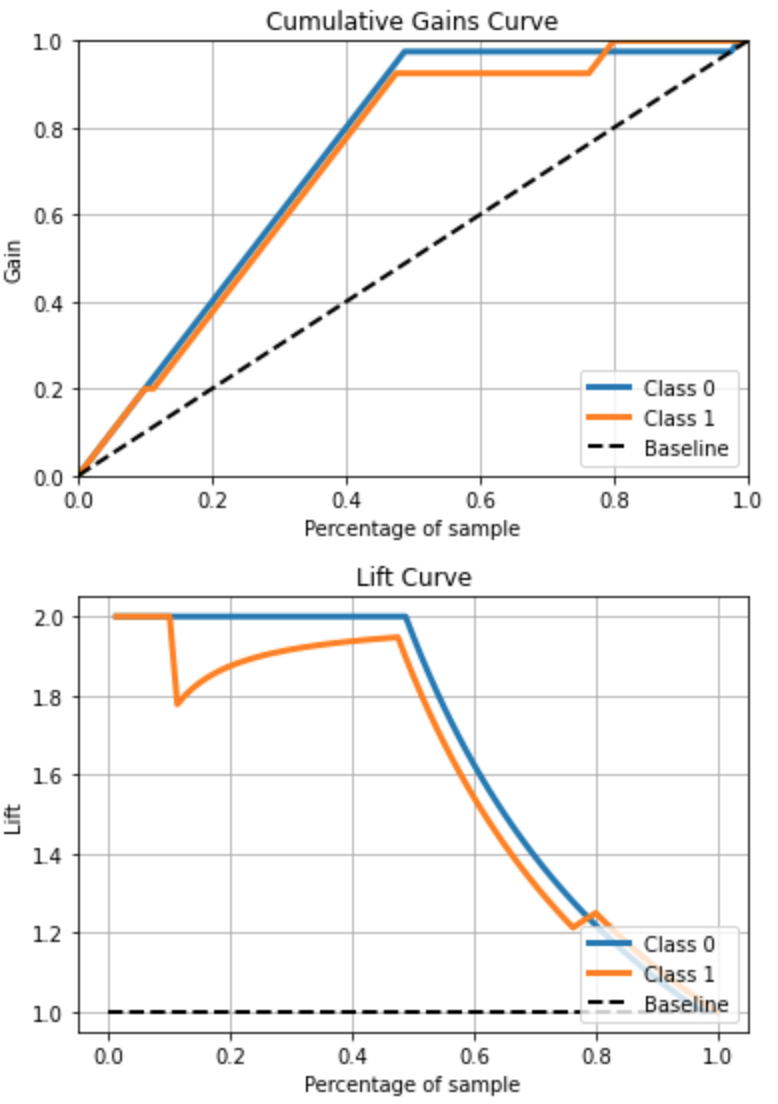 Cumulative Gains Curve
1.0
0.8
0.6
0.4
0.2
0.0
Gain
Class 0
Class 1
Baseline
0.0 0.2 0.4 0.6 0.8 1.0
Percentage of sample
Lift Curve
2.0
1.8
1.6
1.4
1.2
1.0
Lift
Class 0
Class 1
Baseline
0.0 0.2 0.4 0.6 0.8 1.0
Percentage of sample